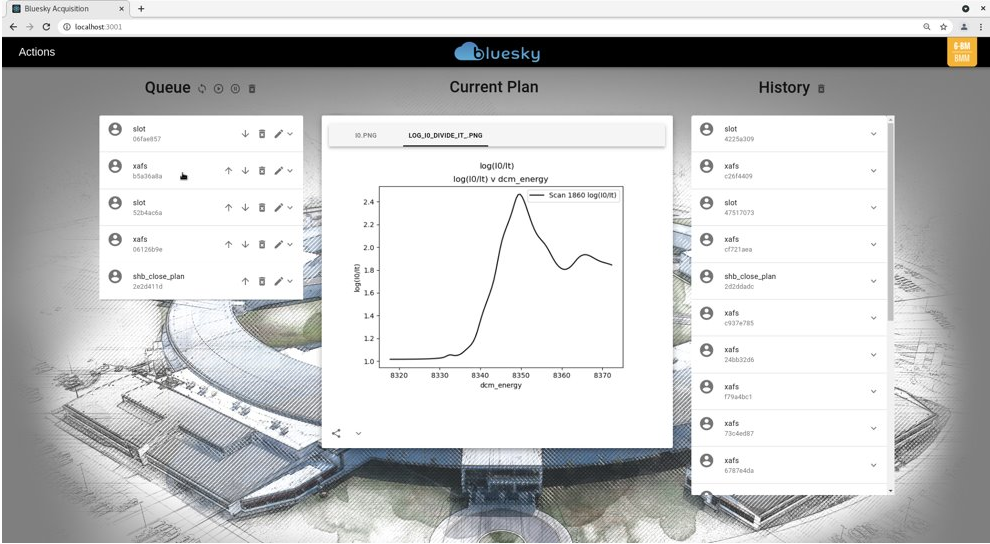 Bluesky Acquisition
localhost:3001
Actions
bluesky
6-BM
BMM
Queue
slot
06fae857
xafs
b5a36a8a
slot
52b4ac6a
xafs
06126b9e
shb_close_plan
2e2d411d
Current Plan
I0.PNG
LOG_I0_DIVIDE_IT_.PNG
log(I0/It)
log(I0/It) v dcm_energy
Scan 1860 log(I0/It)
log(I0/It)
2.4
2.2
2.0
1.8
1.6
1.4
1.2
1.0
8320 8330 8340 8350 8360 8370
dcm_energy
History
slot
4225a309
xafs
c26f4409
slot
47517073
xafs
cf721aea
shb_close_plan
2d2ddadc
xafs
c937e785
xafs
24bb32d6
xafs
f79a4bc1
xafs
73c4ed87
xafs
6787e4da